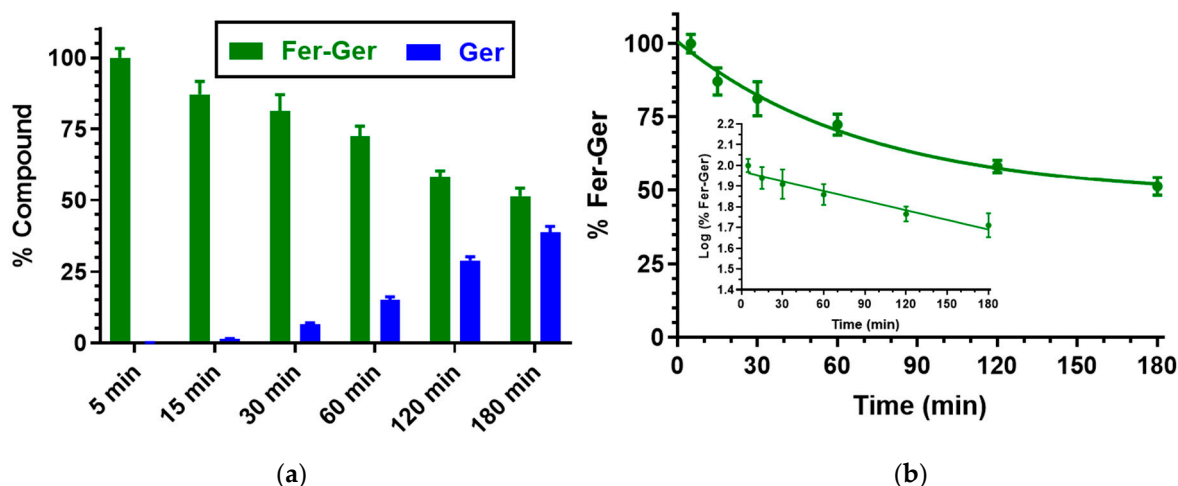 Fer-Ger Ger
% Compound
100
75
50
25
0
5 min 15 min 30 min 60 min 120 min 180 min
(a)
% Fer-Ger
100
75
50
25
0
0 30 60 90 120 150 180
Time (min)
Log (% Fer-Ger)
2.2
2.1
2.0
1.9
1.8
1.7
1.6
1.5
1.4
0 30 60 90 120 150 180
Time (min)
(b)